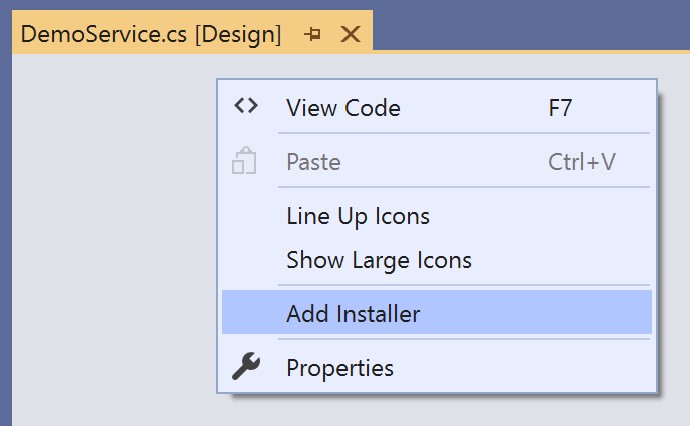 DemoService.cs [Design]
View Code F7
Paste Ctrl+V
Line Up Icons
Show Large Icons
Add Installer
Properties